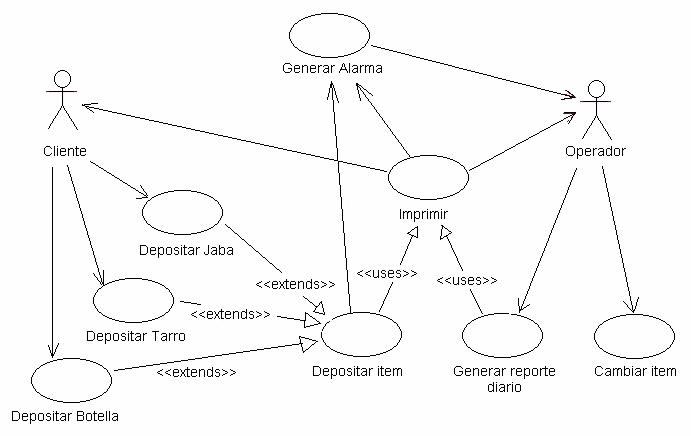 Generar Alarma
Cliente
Operador
Imprimir
Depositar Jaba
<<uses>>
<<uses>>
<<extends>>
<<extends>>
Depositar Tarro
Depositar item
Generar reporte
diario
Cambiar item
<<extends>>
Depositar Botella